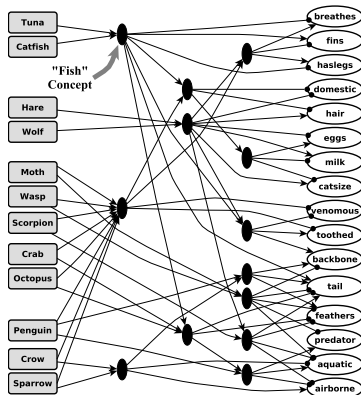 Tuna
Catfish
"Fish"
Concept
Hare
Wolf
Moth
Wasp
Scorpion
Crab
Octopus
Penguin
Crow
Sparrow
breathes
fins
haslegs
domestic
hair
eggs
milk
catsize
venomous
toothed
backbone
tail
feathers
predator
aquatic
airborne